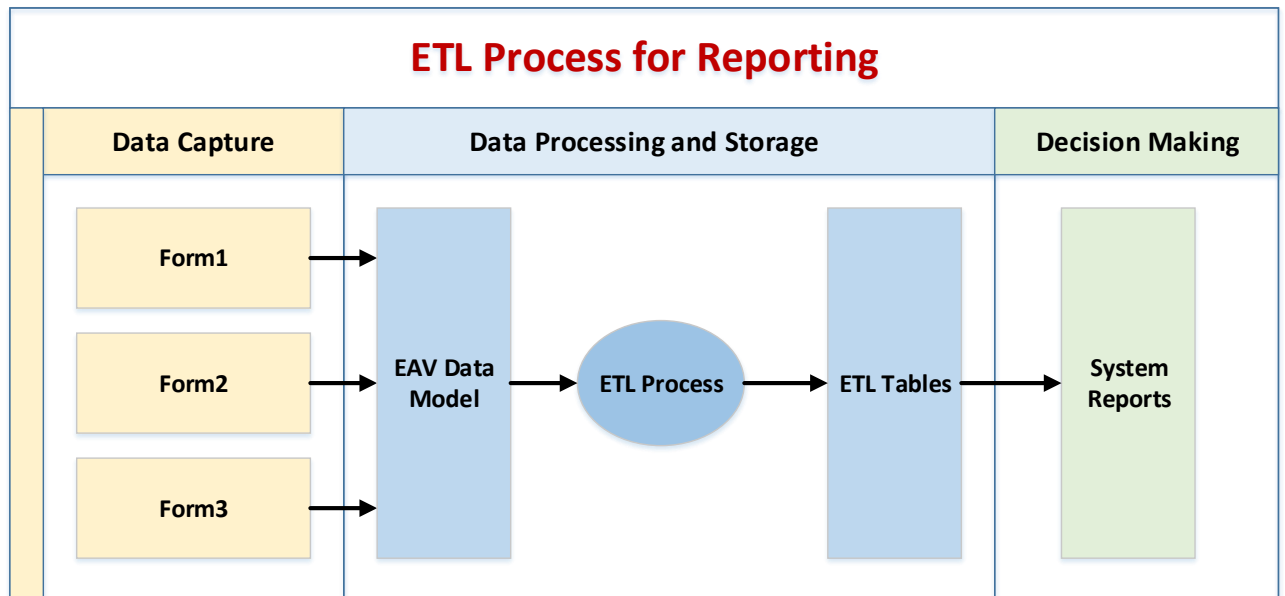 ETL Process for Reporting
Data Capture
Data Processing and Storage
Decision Making
Form1
Form2
Form3
EAV Data
Model
ETL Process
ETL Tables
System
Reports